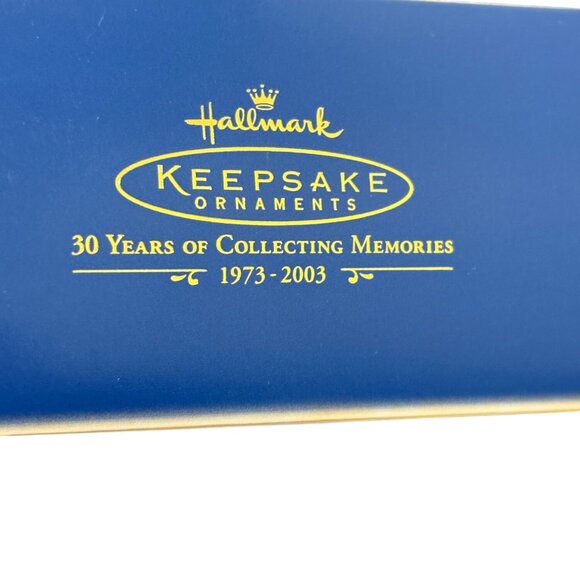 Hallmark
KEEPSAKE
ORNAMENTS
30 YEARS OF COLLECTING MEMORIES
1973-2003